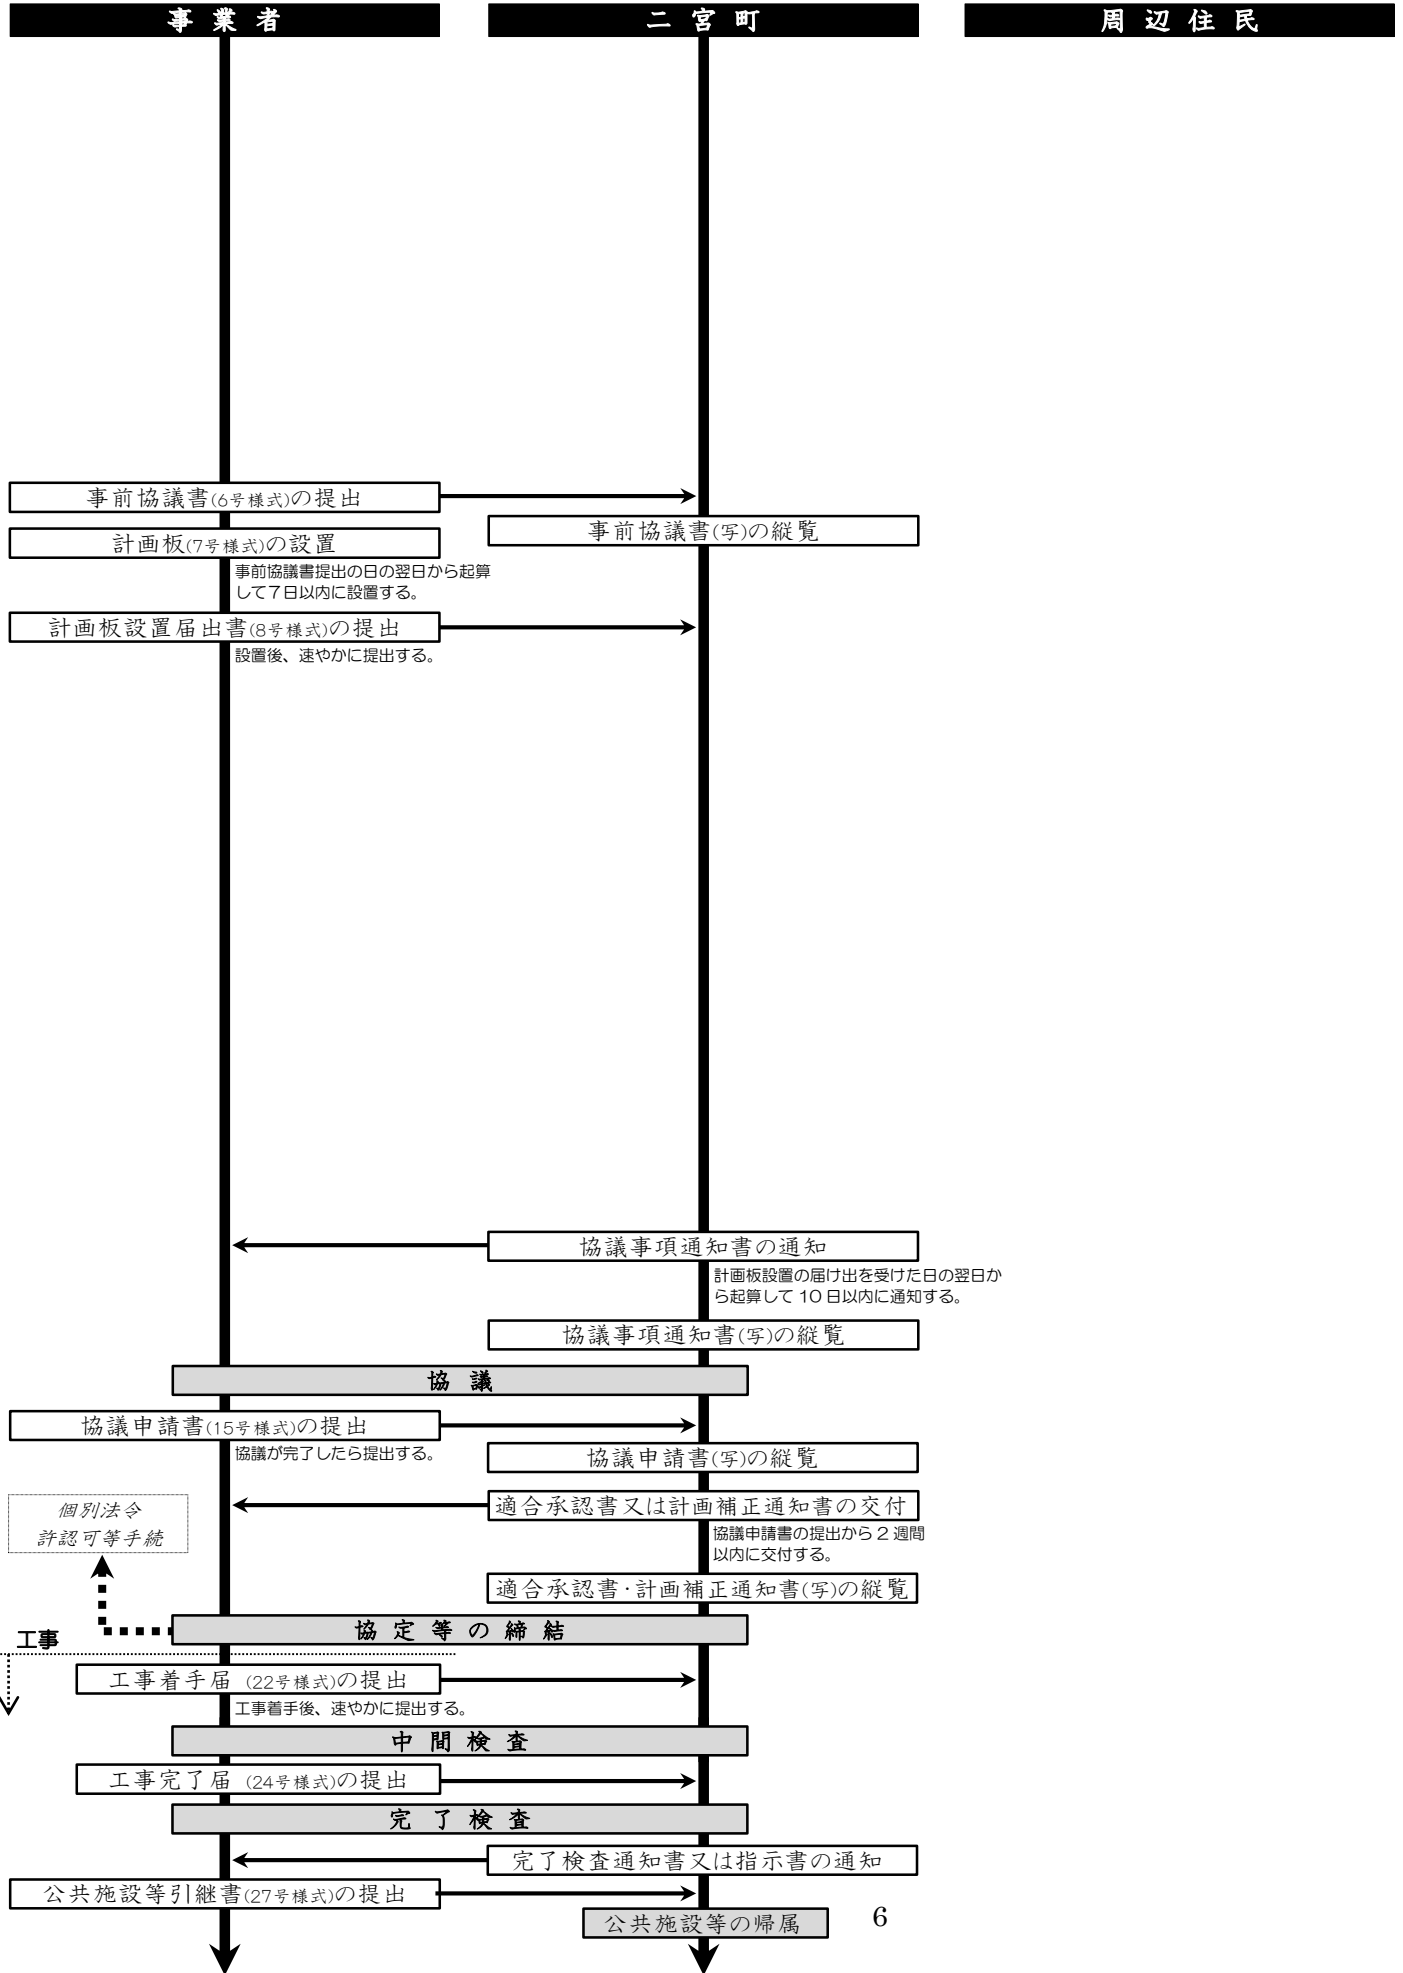 事業者
二宮町
周辺住民
事前協議書(6号様式)の提出
事前協議書(写)の縦覧
計画板(7号様式)の設置
事前協議書提出の日の翌日から起算
して7日以内に設置する。
計画板設置届出書(8号様式)の提出
設置後、速やかに提出する。
協議事項通知書の通知
計画板設置の届け出を受けた日の翌日か
ら起算して 10 日以内に通知する。
協議事項通知書(写)の縦覧
協 議
協議申請書(15号様式)の提出
協議が完了したら提出する。
協議申請書(写)の縦覧
適合承認書又は計画補正通知書の交付
協議申請書の提出から 2 週間
以内に交付する。
個別法令
許認可等手続
適合承認書・計画補正通知書(写)の縦覧
協定等の締結
工事
工事着手届 (22号様式)の提出
工事着手後、速やかに提出する。
中間検査
工事完了届 (24号様式)の提出
完了検査
完了検査通知書又は指示書の通知
公共施設等引継書(27号様式)の提出
公共施設等の帰属
6